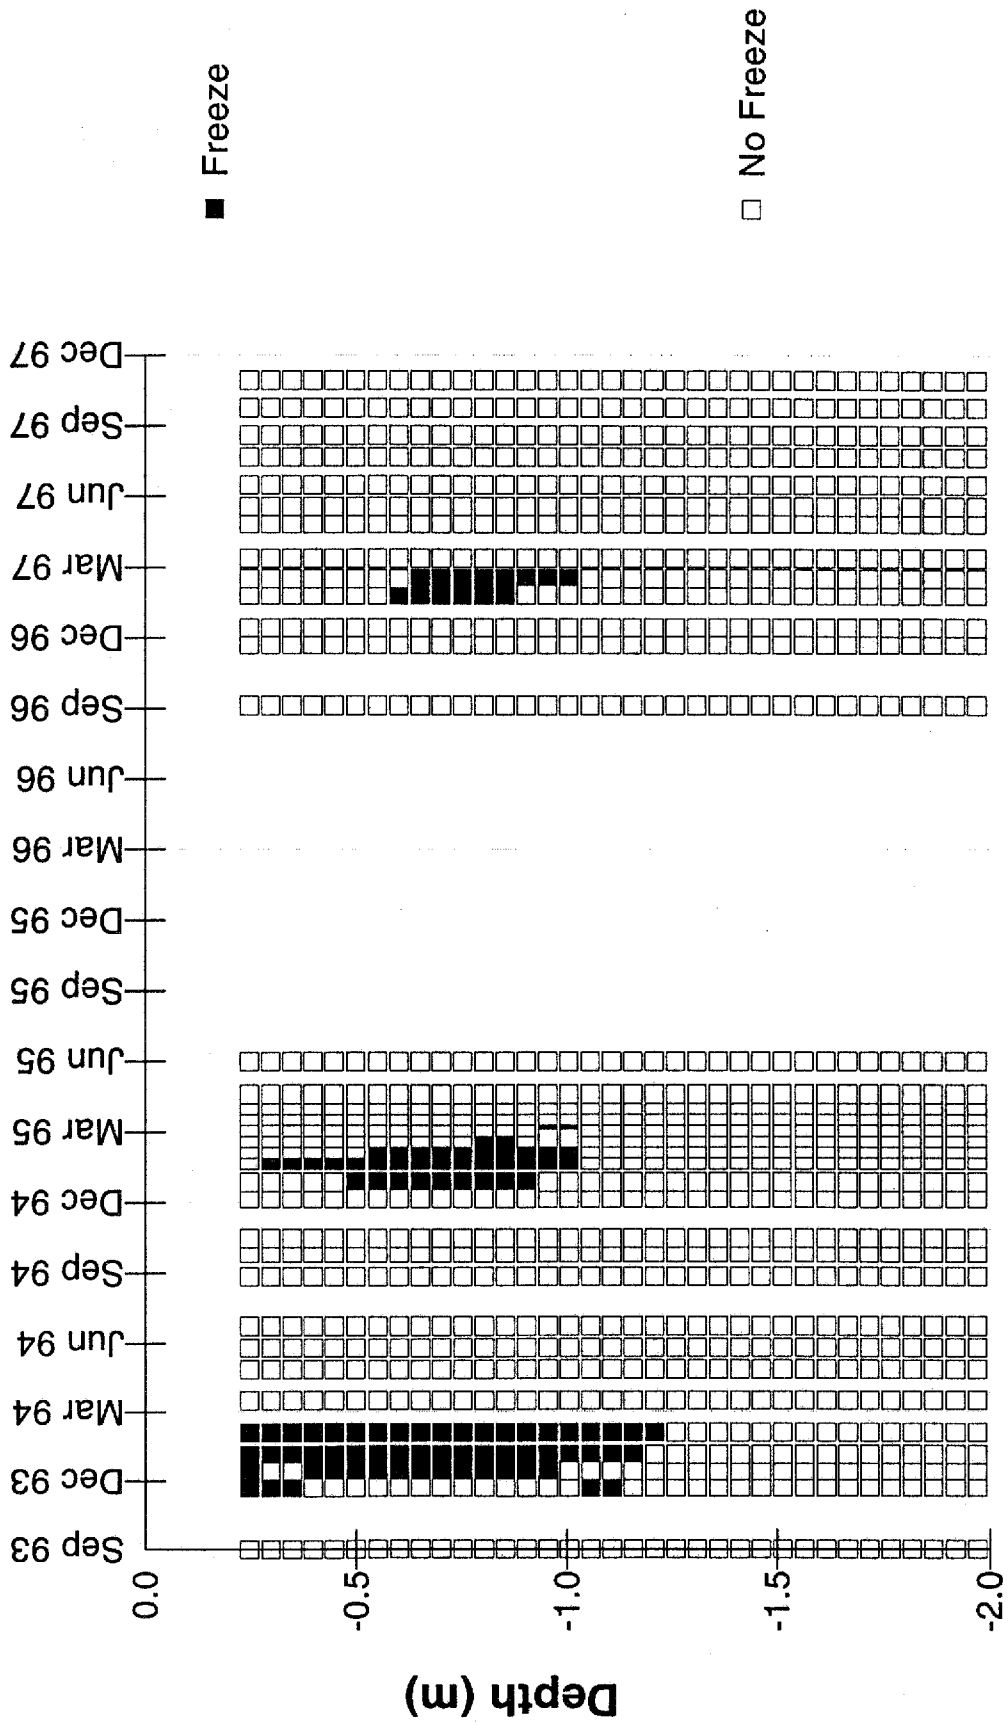 Depth (m)
0.0
-0.5
-1.0
-1.5
-2.0
Sep 93
Dec 93
Mar 94
Jun 94
Sep 94
Dec 94
Mar 95
Jun 95
Sep 95
Dec 95
Mar 96
Jun 96
Sep 96
Dec 96
Mar 97
Jun 97
Sep 97
Dec 97
Freeze
No Freeze